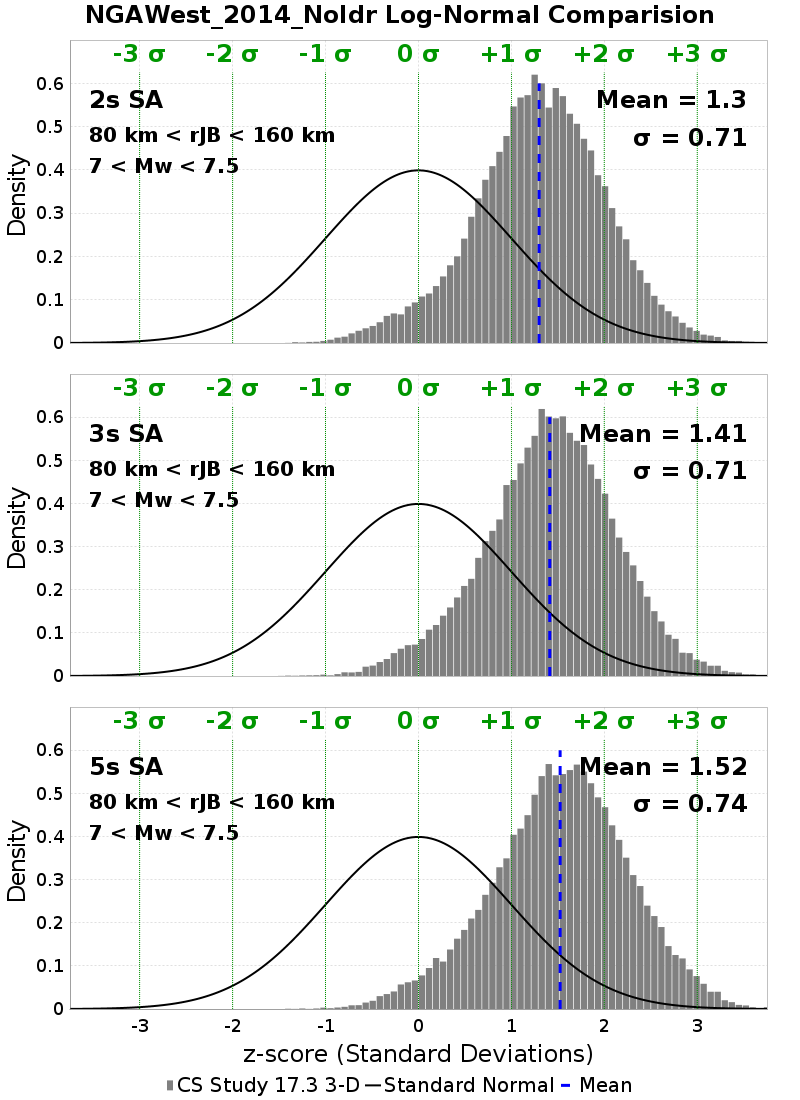 NGAWest_2014_NoIdr Log-Normal Comparision
-3 σ -2 σ -1 σ 0 σ +1 σ +2 σ +3 σ
2s SA
Mean = 1.3
80 km < rJB < 160 km
σ = 0.71
7 < Mw < 7.5
Density
0.6
0.5
0.4
0.3
0.2
0.1
0
-3 σ -2 σ -1 σ 0 σ +1 σ +2 σ +3 σ
3s SA
Mean = 1.41
80 km < rJB < 160 km
σ = 0.71
7 < Mw < 7.5
Density
0.6
0.5
0.4
0.3
0.2
0.1
0
-3 σ -2 σ -1 σ 0 σ +1 σ +2 σ +3 σ
5s SA
Mean = 1.52
80 km < rJB < 160 km
σ = 0.74
7 < Mw < 7.5
Density
0.6
0.5
0.4
0.3
0.2
0.1
0
-3 -2 -1 0 1 2 3
z-score (Standard Deviations)
CS Study 17.3 3-D Standard Normal Mean